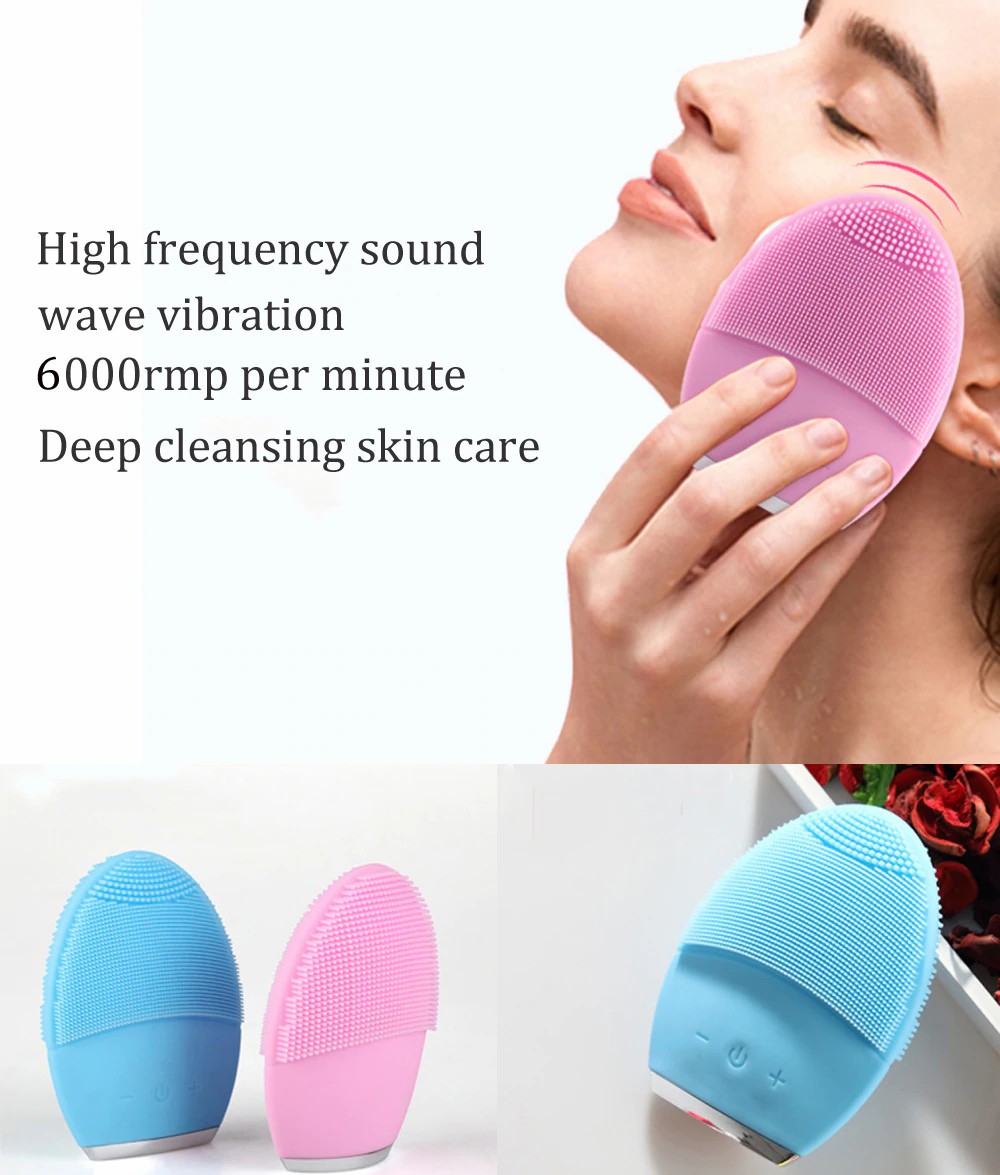 High frequency sound
wave vibration
6000rmp per minute
Deep cleansing skin care